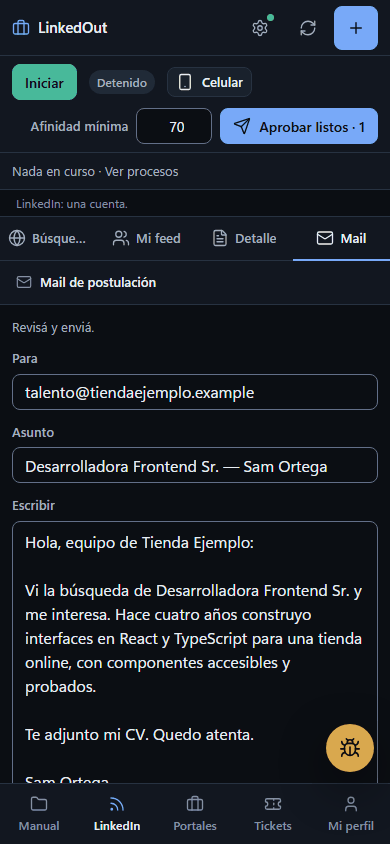 LinkedOut
Iniciar
Detenido
Celular
Afinidad mínima
70
Aprobar listos · 1
Nada en curso · Ver procesos
LinkedIn: una cuenta.
Búsque...
Mi feed
Detalle
Mail
Mail de postulación
Revisá y enviá.
Para
talento@tiendaejemplo.example
Asunto
Desarrolladora Frontend Sr. — Sam Ortega
Escribir
Hola, equipo de Tienda Ejemplo:
Vi la búsqueda de Desarrolladora Frontend Sr. y
me interesa. Hace cuatro años construyo
interfaces en React y TypeScript para una tienda
online, con componentes accesibles y
probados.
Te adjunto mi CV. Quedo atenta.
Sam Ortega
Manual
LinkedIn
Portales
Tickets
Mi perfil